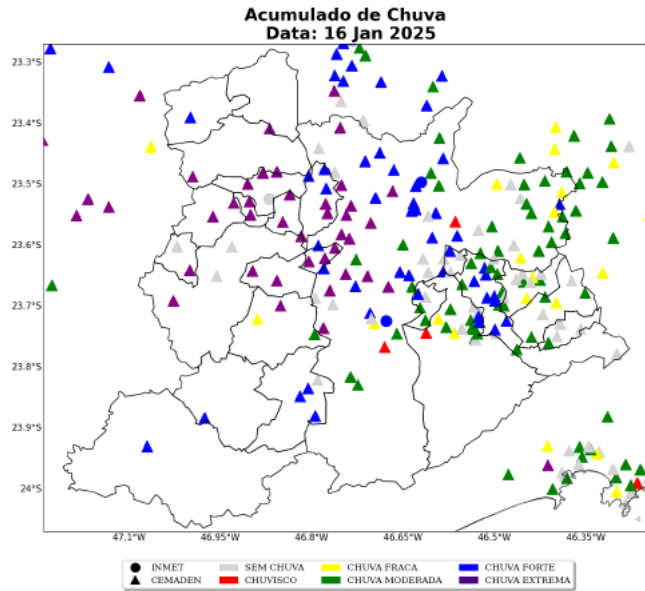 Acumulado de Chuva
Data: 16 Jan 2025
23.3°S
23.4°S
23.5°S
23.6°S
23.7°S
23.8°S
23.9°S
24°S
47.1°W
46.95°W
46.8°W
46.65°W
46.5°W
46.35°W
INMET
SEM CHUVA
CHUVA FRACA
CHUVA FORTE
CEMADEN
CHUVISCO
CHUVA MODERADA
CHUVA EXTREMA